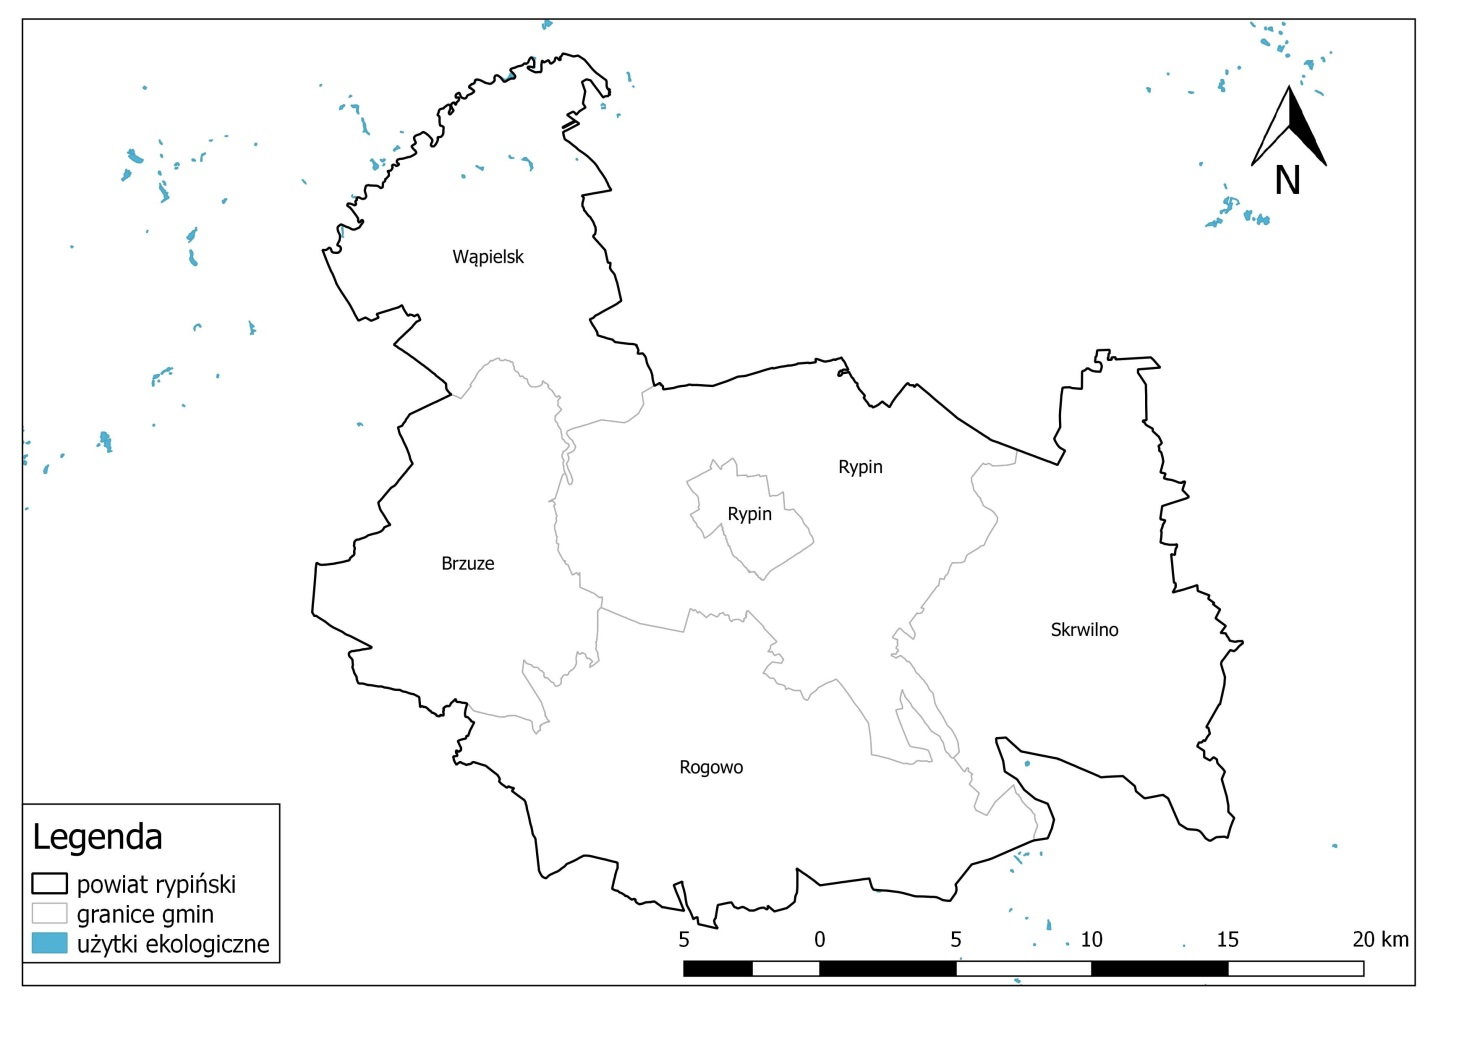 N
Wąpielsk
Rypin
Rypin
Brzuze
Skrwilno
Rogowo
Legenda
powiat rypiński
granice gmin
użytki ekologiczne
5 0 5 10 15 20 km